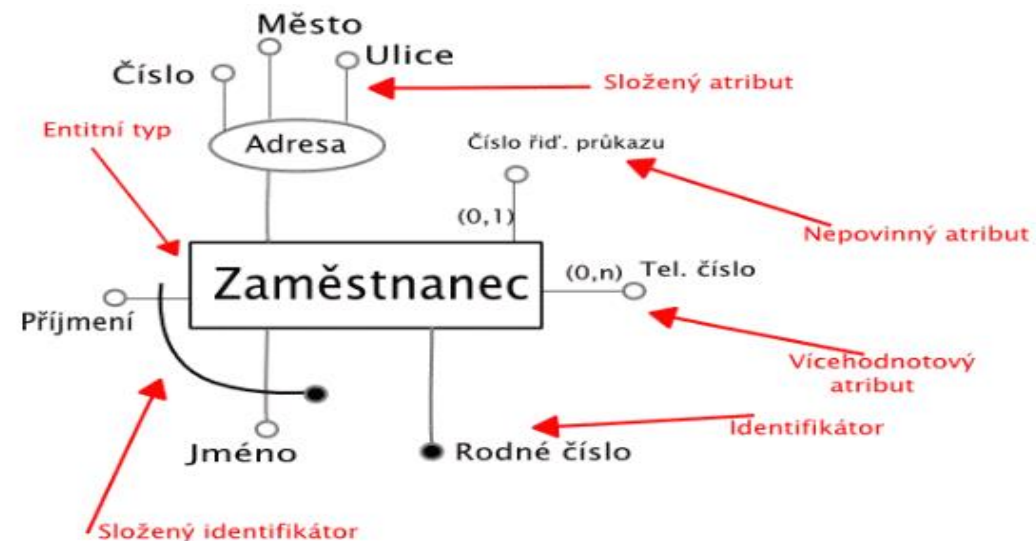 Město
Ulice
Číslo
Složený atribut
Entitní typ
Adresa
Číslo řid'. průkazu
(0,1)
Nepovinný atribut
Zaměstnanec
(0,n)
Tel. číslo
Příjmení
Vícehodnotový
atribut
Identifikátor
Jméno
Rodné číslo
Složený identifikátor